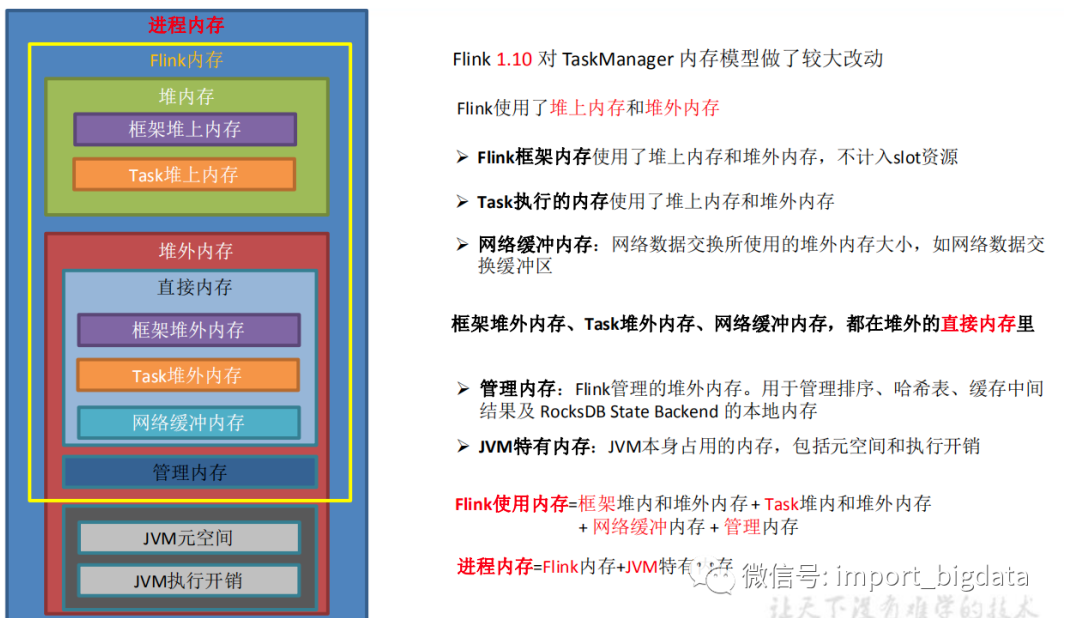 进程内存
Flink内存
堆内存
框架堆上内存
Task堆上内存
堆外内存
直接内存
框架堆外内存
Task堆外内存
网络缓冲内存
管理内存
JVM元空间
JVM执行开销
Flink 1.10 对 TaskManager 内存模型做了较大改动
Flink使用了堆上内存和堆外内存
➢ Flink框架内存使用了堆上内存和堆外内存，不计入slot资源
➢ Task执行的内存使用了堆上内存和堆外内存
➢ 网络缓冲内存：网络数据交换所使用的堆外内存大小，如网络数据交
换缓冲区
框架堆外内存、Task堆外内存、网络缓冲内存，都在堆外的直接内存里
➢ 管理内存：Flink管理的堆外内存。用于管理排序、哈希表、缓存中间
结果及 RocksDB State Backend 的本地内存
➢ JVM特有内存：JVM本身占用的内存，包括元空间和执行开销
Flink使用内存=框架堆内和堆外内存 + Task堆内和堆外内存
+ 网络缓冲内存 + 管理内存
进程内存=Flink内存+JVM特有内存
微信号: import_bigdata
让天下没有难学的技术